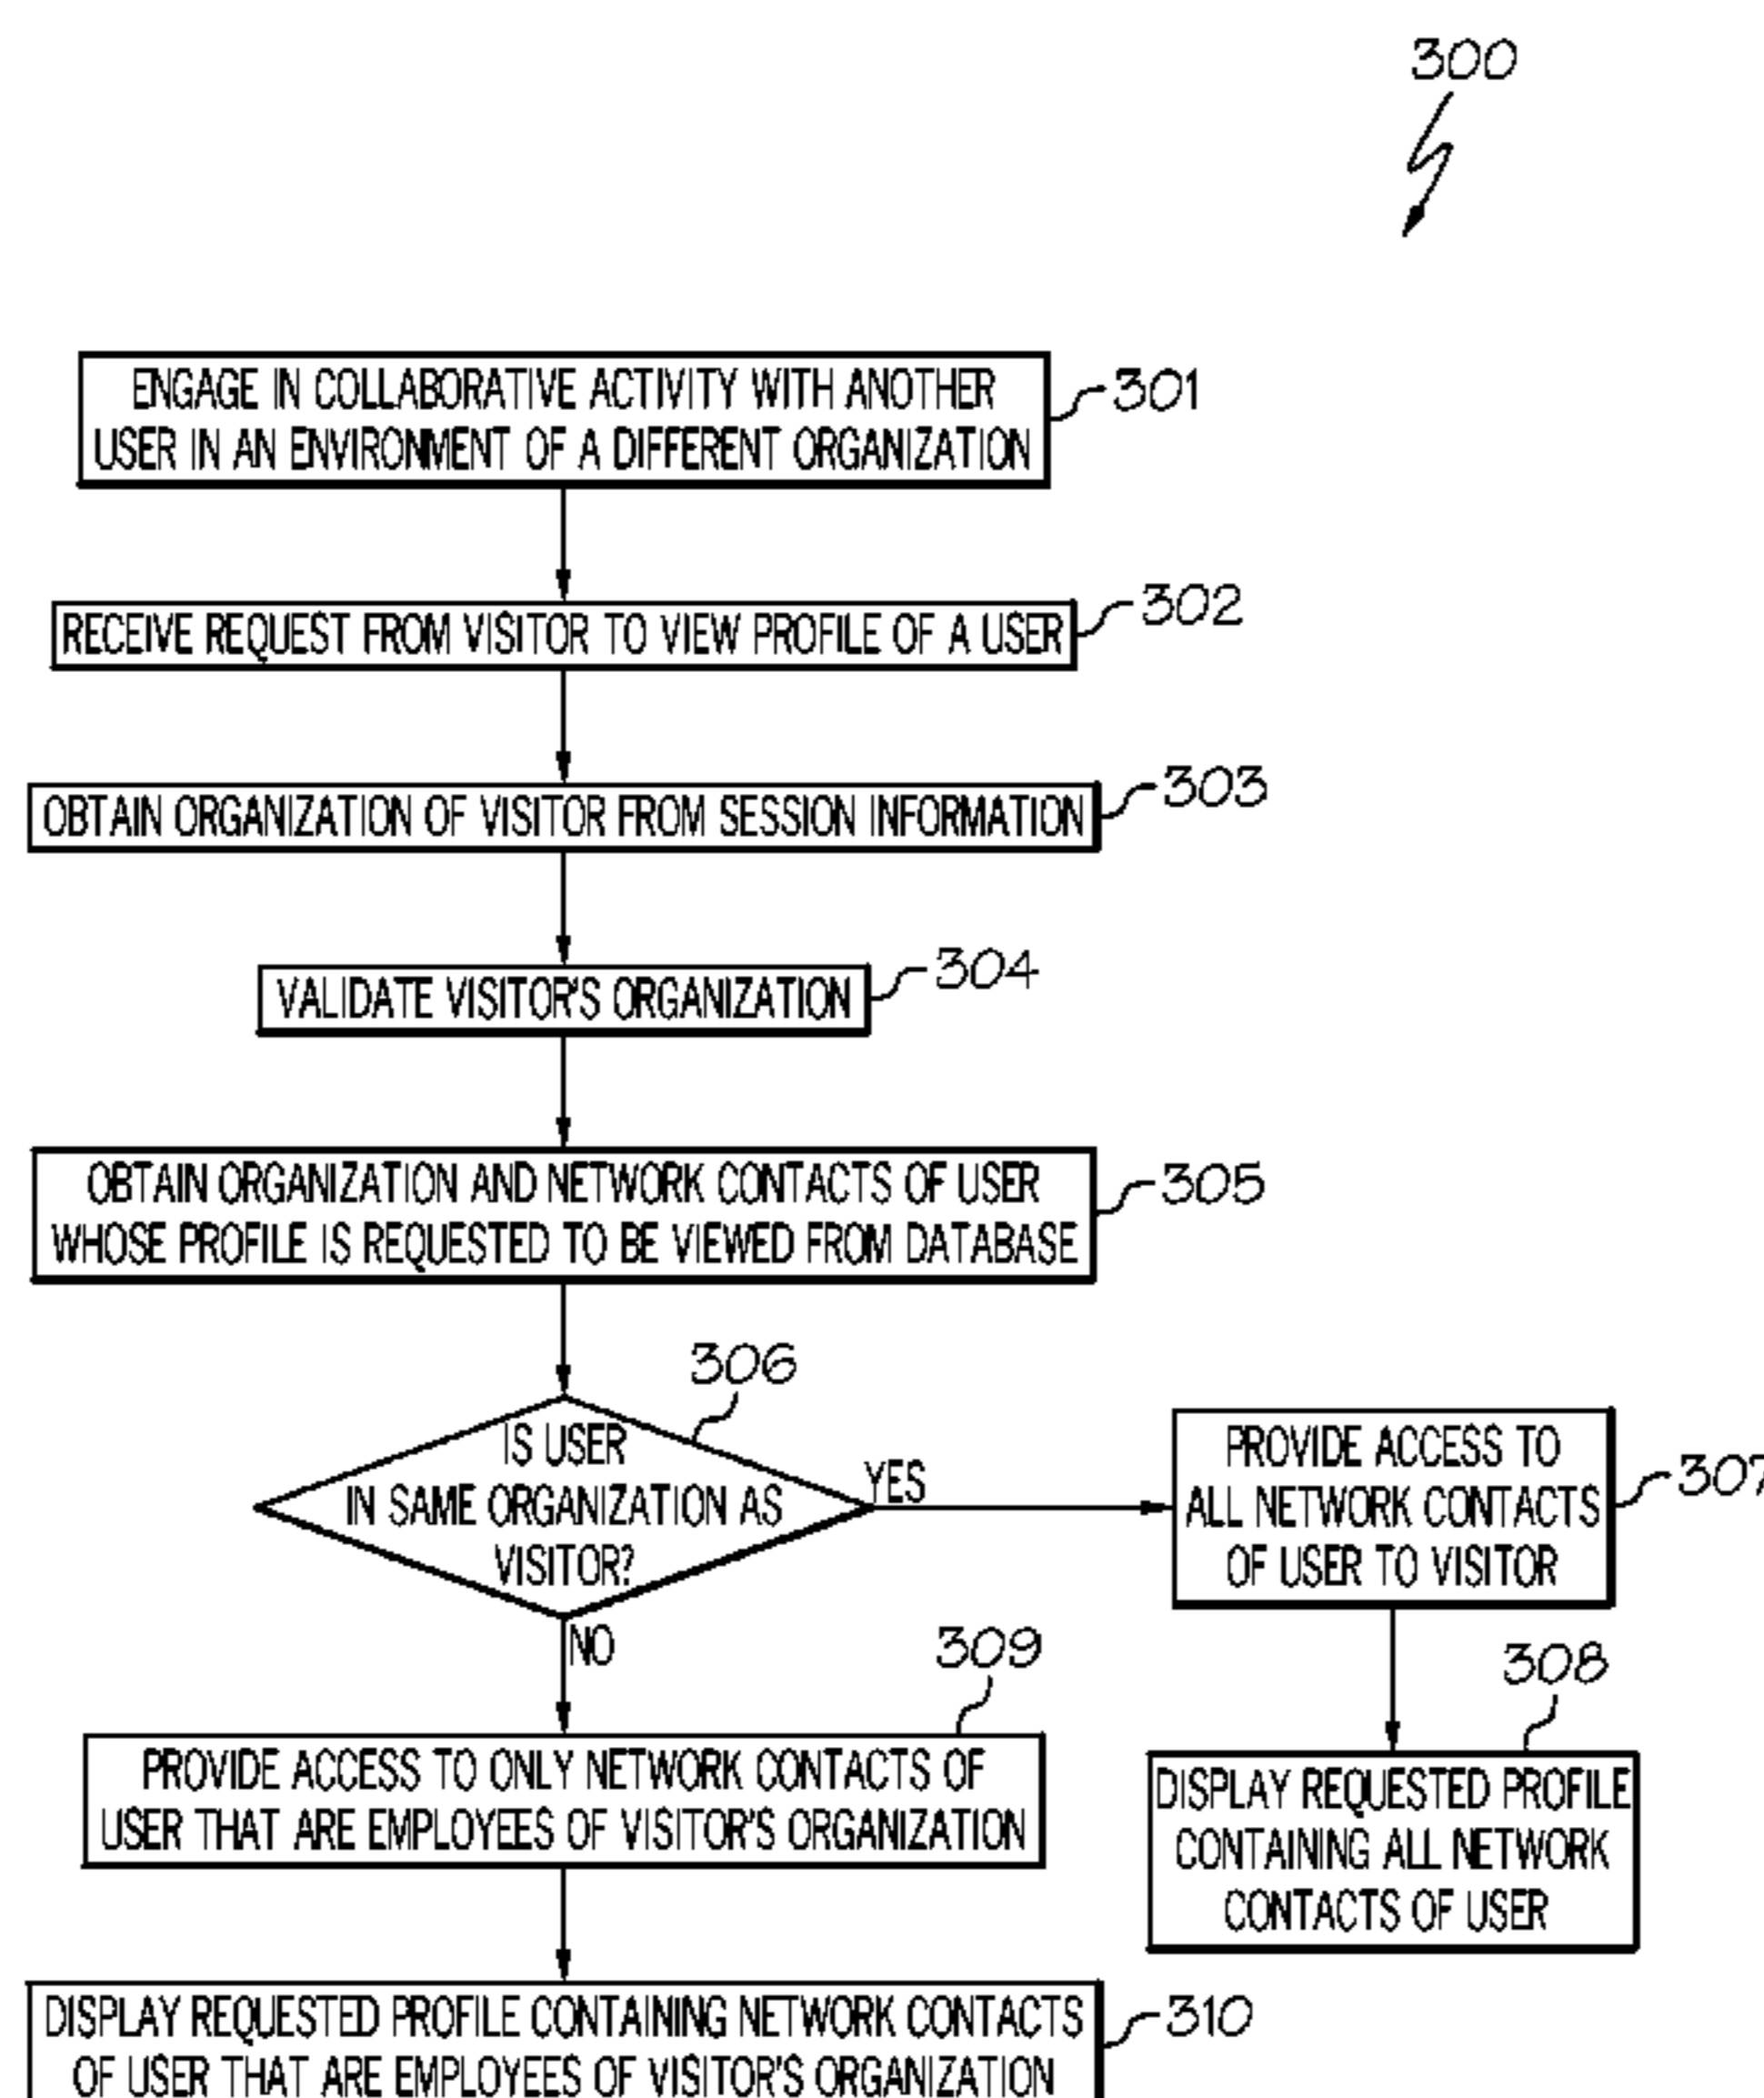 300
ENGAGE IN COLLABORATIVE ACTIVITY WITH ANOTHER
USER IN AN ENVIRONMENT OF A DIFFERENT ORGANIZATION
301
RECEIVE REQUEST FROM VISITOR TO VIEW PROFILE OF A USER
302
OBTAIN ORGANIZATION OF VISITOR FROM SESSION INFORMATION
303
VALIDATE VISITOR'S ORGANIZATION
304
OBTAIN ORGANIZATION AND NETWORK CONTACTS OF USER
WHOSE PROFILE IS REQUESTED TO BE VIEWED FROM DATABASE
305
306
IS USER
IN SAME ORGANIZATION AS
VISITOR?
YES
PROVIDE ACCESS TO
ALL NETWORK CONTACTS
OF USER TO VISITOR
307
NO
309
PROVIDE ACCESS TO ONLY NETWORK CONTACTS OF
USER THAT ARE EMPLOYEES OF VISITOR'S ORGANIZATION
308
DISPLAY REQUESTED PROFILE
CONTAINING ALL NETWORK
CONTACTS OF USER
DISPLAY REQUESTED PROFILE CONTAINING NETWORK CONTACTS
OF USER THAT ARE EMPLOYEES OF VISITOR'S ORGANIZATION
310